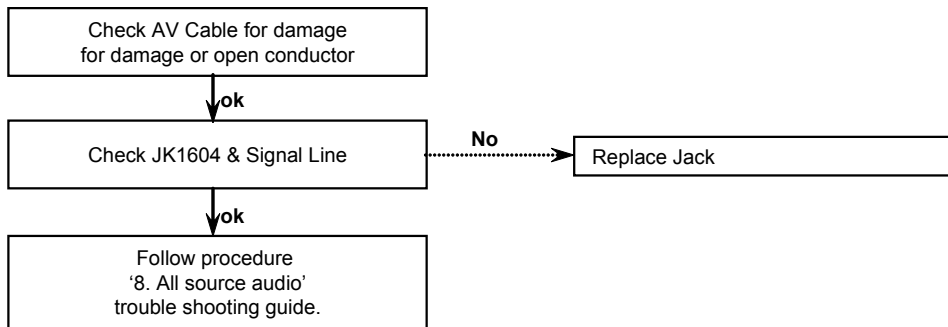 Check AV Cable for damage
for damage or open conductor
ok
Check JK1604 & Signal Line
No
Replace Jack
ok
Follow procedure
‘8. All source audio’
trouble shooting guide.